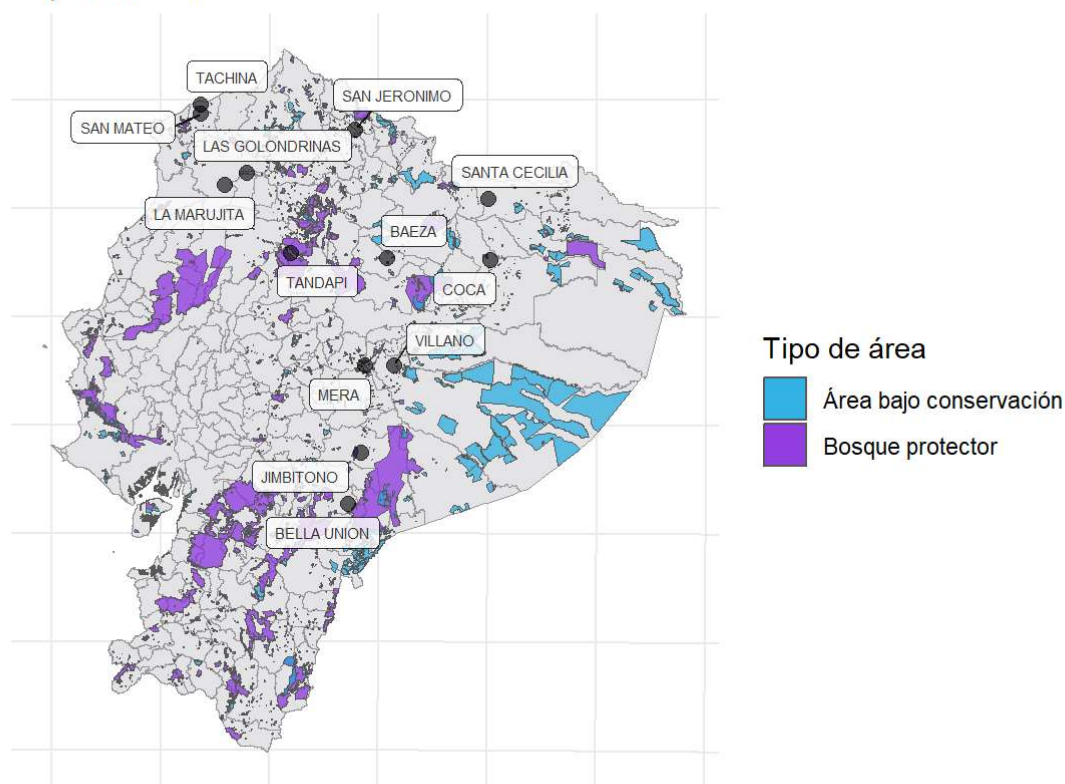 TACHINA
SAN JERONIMO
SAN MATEO
LAS GOLONDRINAS
SANTA CECILIA
LA MARUJITA
BAEZA
TANDAPI
COCA
VILLANO
MERA
JIMBITONO
BELLA UNION
Tipo de área
Área bajo conservación
Bosque protector